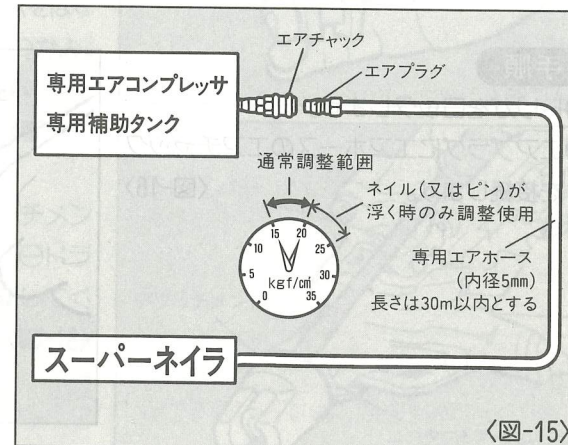 エアチャック
エアプラグ
専用エアコンプレッサ
専用補助タンク
通常調整範囲
ネイル(又はピン)が
浮く時のみ調整使用
15 20
10 25
5 30
kgf/cm²
0 35
専用エアホース
(内径5mm)
長さは30m以内とする
スーパーネイラ
〈図-15〉